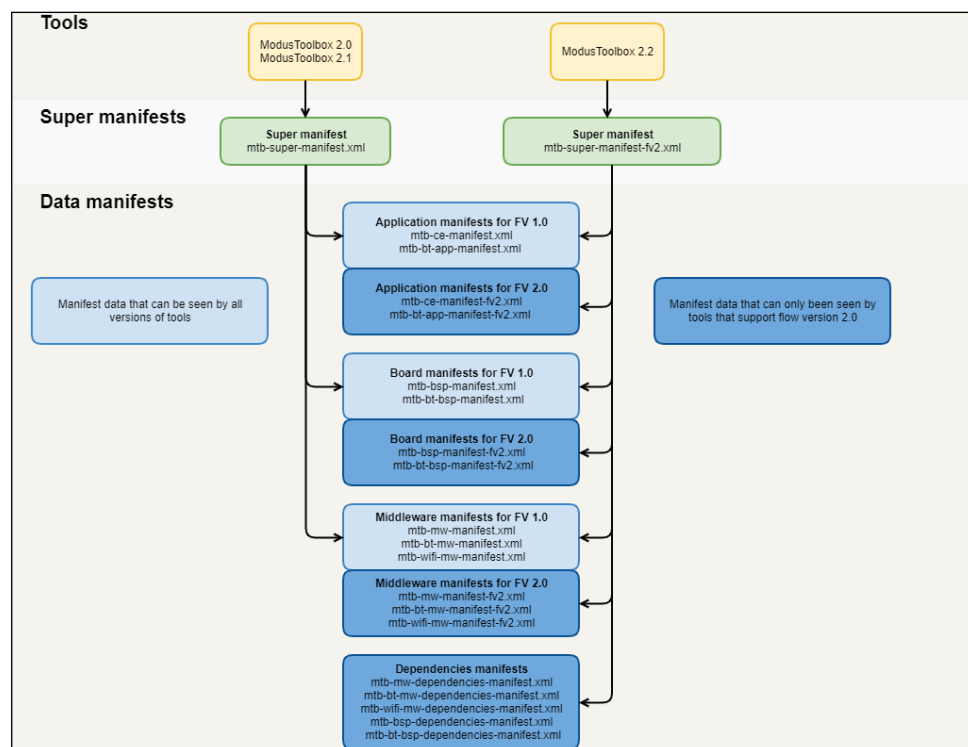 Tools
ModusToolbox 2.0
ModusToolbox 2.1
ModusToolbox 2.2
Super manifests
Super manifest
mtb-super-manifest.xml
Super manifest
mtb-super-manifest-fv2.xml
Data manifests
Application manifests for FV 1.0
mtb-ce-manifest.xml
mtb-bt-app-manifest.xml
Application manifests for FV 2.0
mtb-ce-manifest-fv2.xml
mtb-bt-app-manifest-fv2.xml
Manifest data that can be seen by all
versions of tools
Manifest data that can only been seen by
tools that support flow version 2.0
Board manifests for FV 1.0
mtb-bsp-manifest.xml
mtb-bt-bsp-manifest.xml
Board manifests for FV 2.0
mtb-bsp-manifest-fv2.xml
mtb-bt-bsp-manifest-fv2.xml
Middleware manifests for FV 1.0
mtb-mw-manifest.xml
mtb-bt-mw-manifest.xml
mtb-wifi-mw-manifest.xml
Middleware manifests for FV 2.0
mtb-mw-manifest-fv2.xml
mtb-bt-mw-manifest-fv2.xml
mtb-wifi-mw-manifest-fv2.xml
Dependencies manifests
mtb-mw-dependencies-manifest.xml
mtb-bt-mw-dependencies-manifest.xml
mtb-wifi-mw-dependencies-manifest.xml
mtb-bsp-dependencies-manifest.xml
mtb-bt-bsp-dependencies-manifest.xml